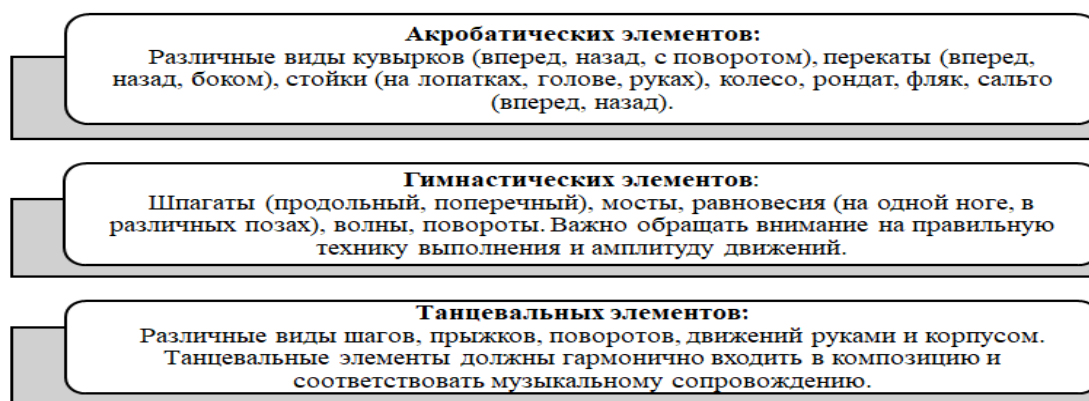 Акробатических элементов:
Различные виды кувырков (вперед, назад, с поворотом), перекаты (вперед,
назад, боком), стойки (на лопатках, голове, руках), колесо, рондат, фляк, сальто
(вперед, назад).
Гимнастических элементов:
Шпагаты (продольный, поперечный), мосты, равновесия (на одной ноге, в
различных позах), волны, повороты. Важно обращать внимание на правильную
технику выполнения и амплитуду движений.
Танцевальных элементов:
Различные виды шагов, прыжков, поворотов, движений руками и корпусом.
Танцевальные элементы должны гармонично входить в композицию и
соответствовать музыкальному сопровождению.